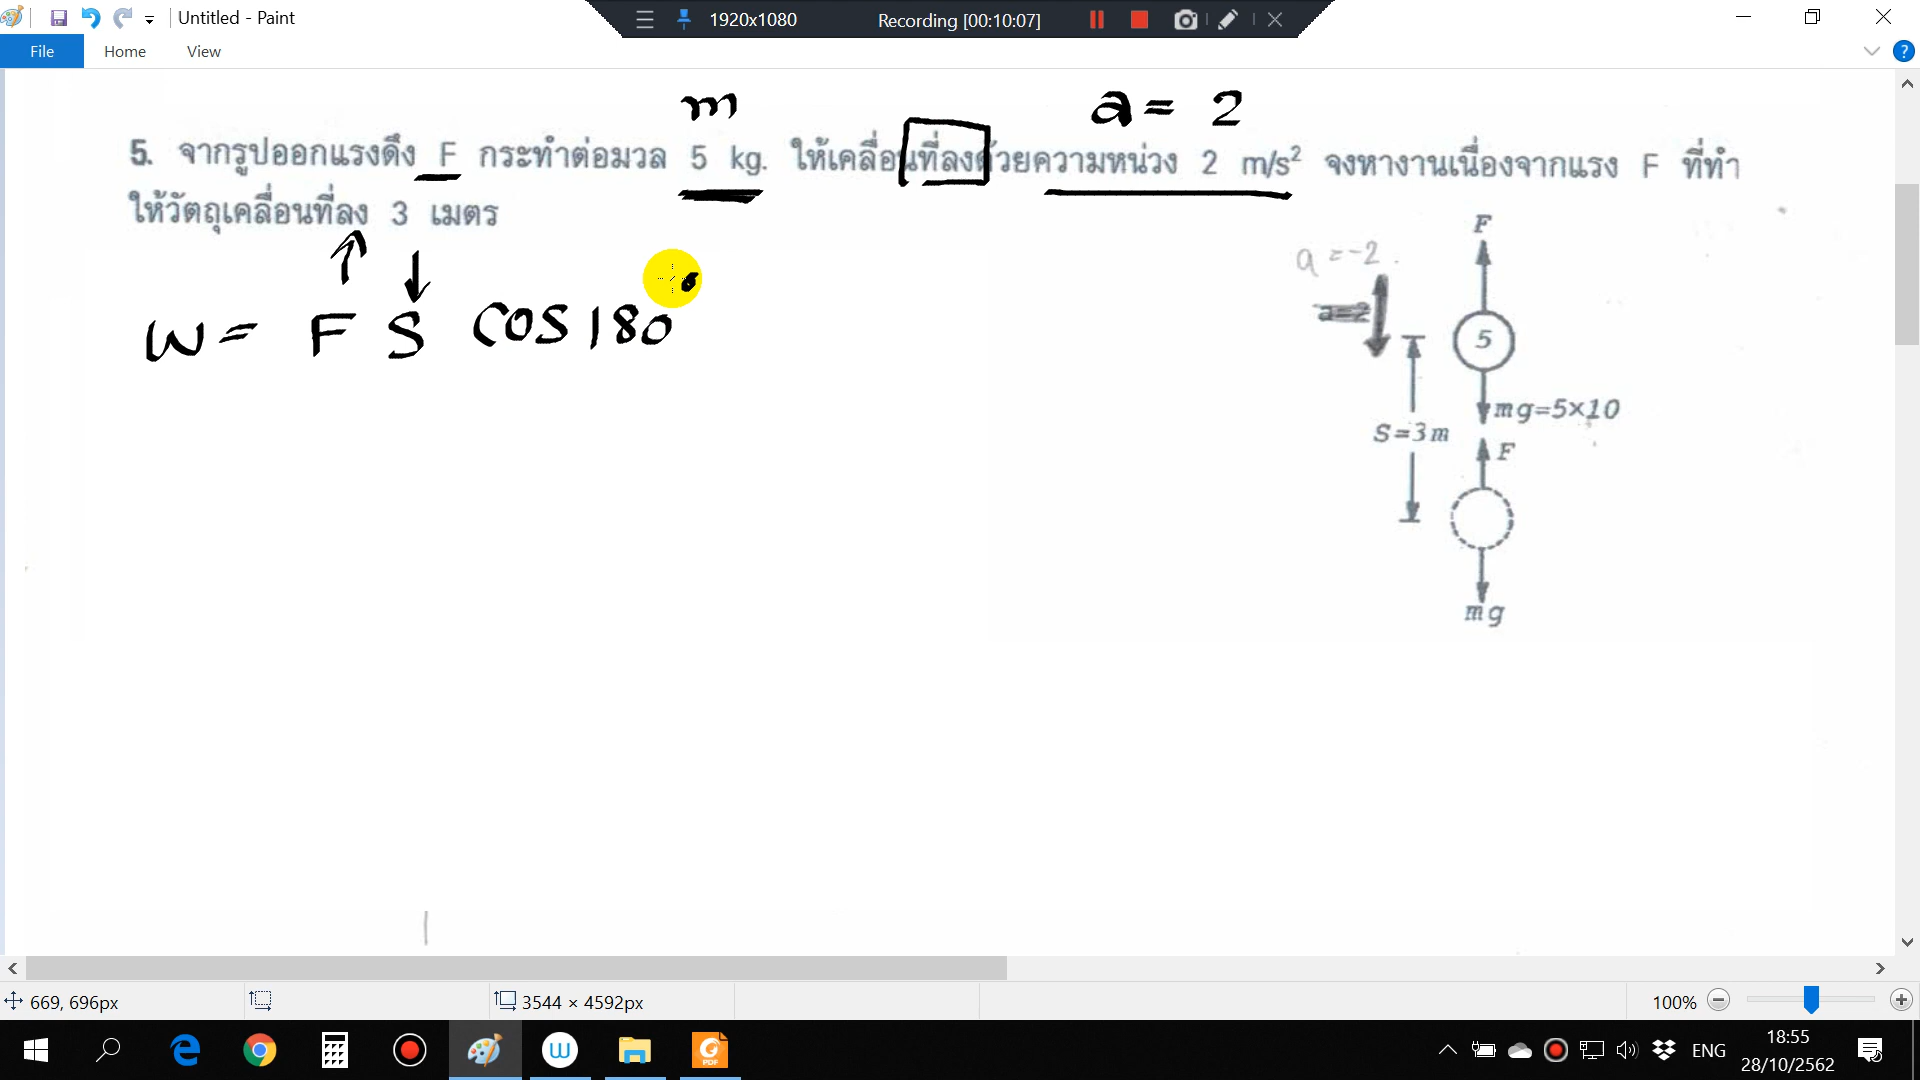 Untitled - Paint
1920x1080
Recording [00:10:07]
File
Home
View
m
a = 2
5. จากรูปออกแรงดึง F กระทำต่อมวล 5 kg. ให้เคลื่อนที่ลงด้วยความหน่วง 2 m/s² จงหางานเนื่องจากแรง F ที่ทำ
ให้วัตถุเคลื่อนที่ลง 3 เมตร
F
a = -2
a=2
W = F S cos 180°
5
mg=5×10
S=3m
F
mg
669, 696px
3544 × 4592px
100%
18:55
ENG
28/10/2562